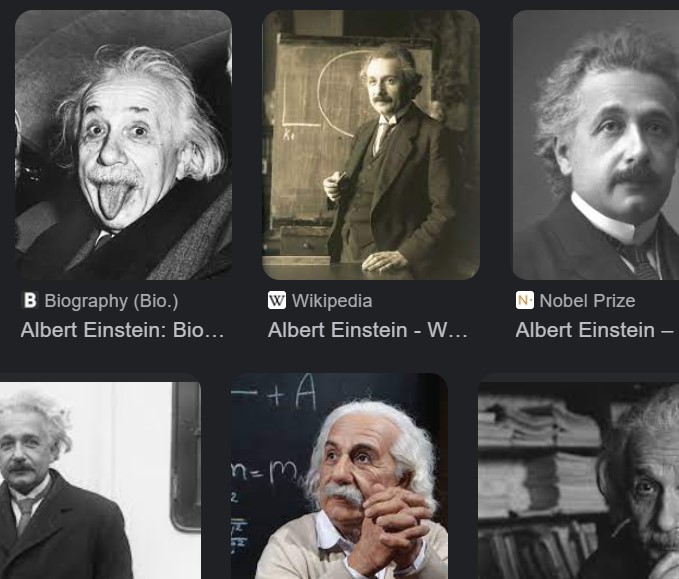 Biography (Bio.)
Albert Einstein: Bio...
Wikipedia
Albert Einstein - W...
Nobel Prize
Albert Einstein –
- + A